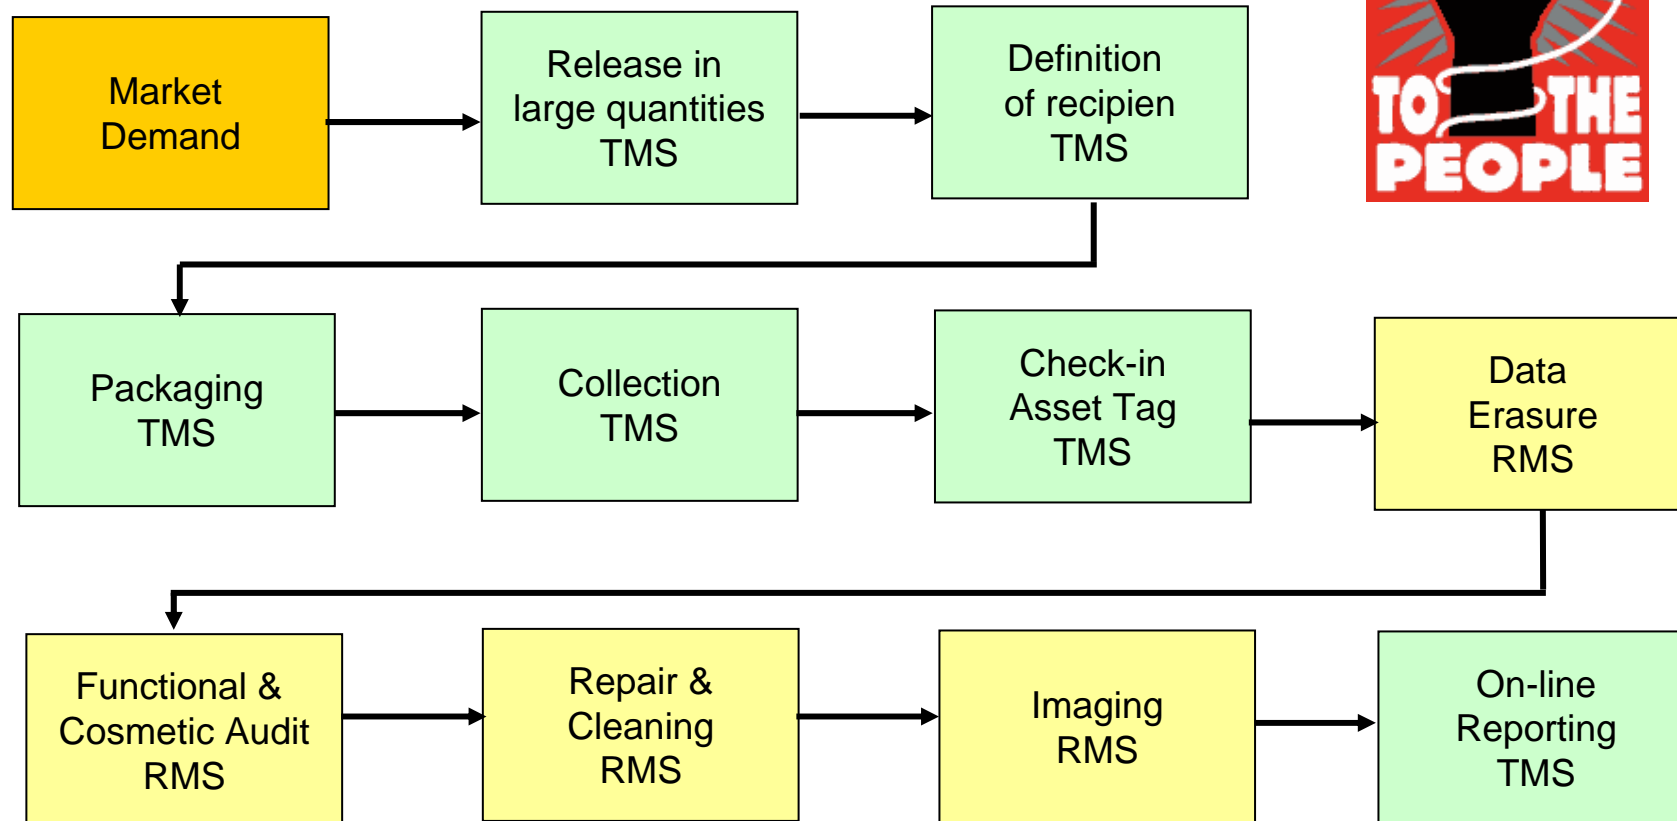 Market
Demand
Release in
large quantities
TMS
Definition
of recipien
TMS
TO THE
PEOPLE
Packaging
TMS
Collection
TMS
Check-in
Asset Tag
TMS
Data
Erasure
RMS
Functional &
Cosmetic Audit
RMS
Repair &
Cleaning
RMS
Imaging
RMS
On-line
Reporting
TMS